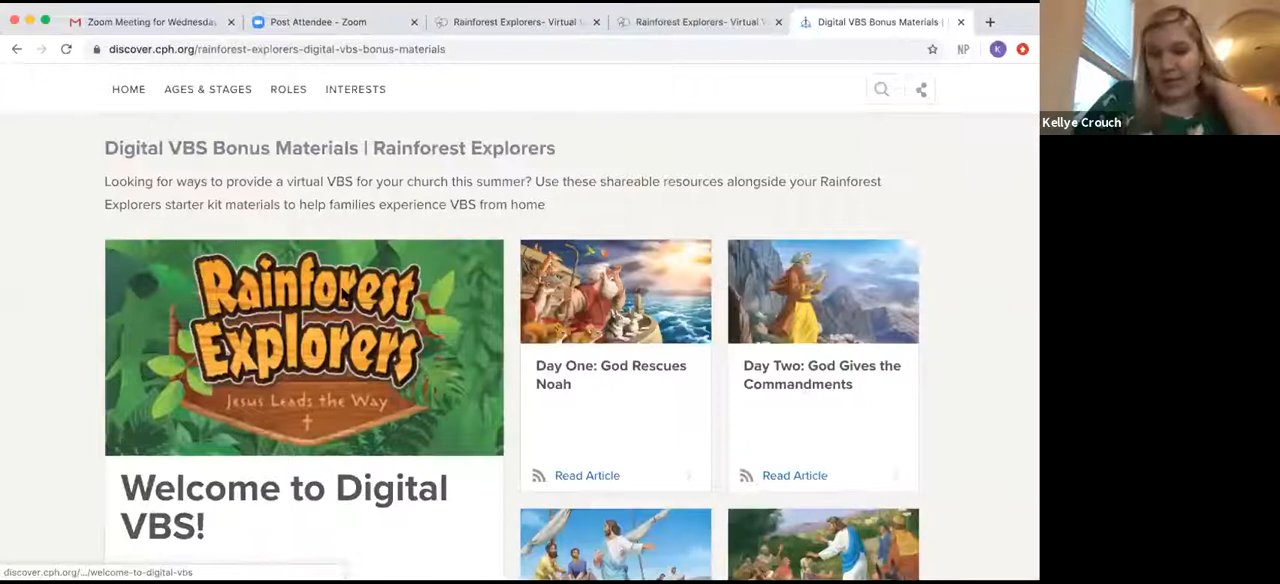 Zoom Meeting for Wednesday
Post Attendee - Zoom
Rainforest Explorers- Virtual
Rainforest Explorers- Virtual V
Digital VBS Bonus Materials |
discover.cph.org/rainforest-explorers-digital-vbs-bonus-materials
NP
K
HOME
AGES & STAGES
ROLES
INTERESTS
Kellye Crouch
Digital VBS Bonus Materials | Rainforest Explorers
Looking for ways to provide a virtual VBS for your church this summer? Use these shareable resources alongside your Rainforest
Explorers starter kit materials to help families experience VBS from home
Rainforest
Explorers
Jesus Leads the Way
Welcome to Digital
VBS!
Day One: God Rescues
Noah
Read Article
Day Two: God Gives the
Commandments
Read Article
discover.cph.org/.../welcome-to-digital-vbs